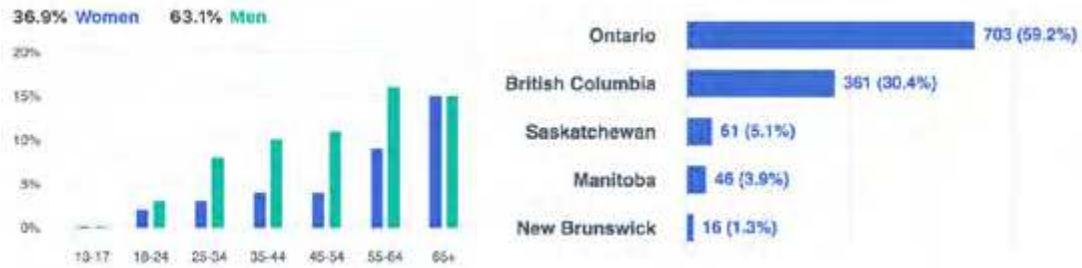 36.9% Women 63.1% Men
20%
15%
10%
5%
0%
13-17 18-24 25-34 35-44 45-54 55-64 65+
Ontario 703 (59.2%)
British Columbia 361 (30.4%)
Saskatchewan 61 (5.1%)
Manitoba 46 (3.9%)
New Brunswick 16 (1.3%)